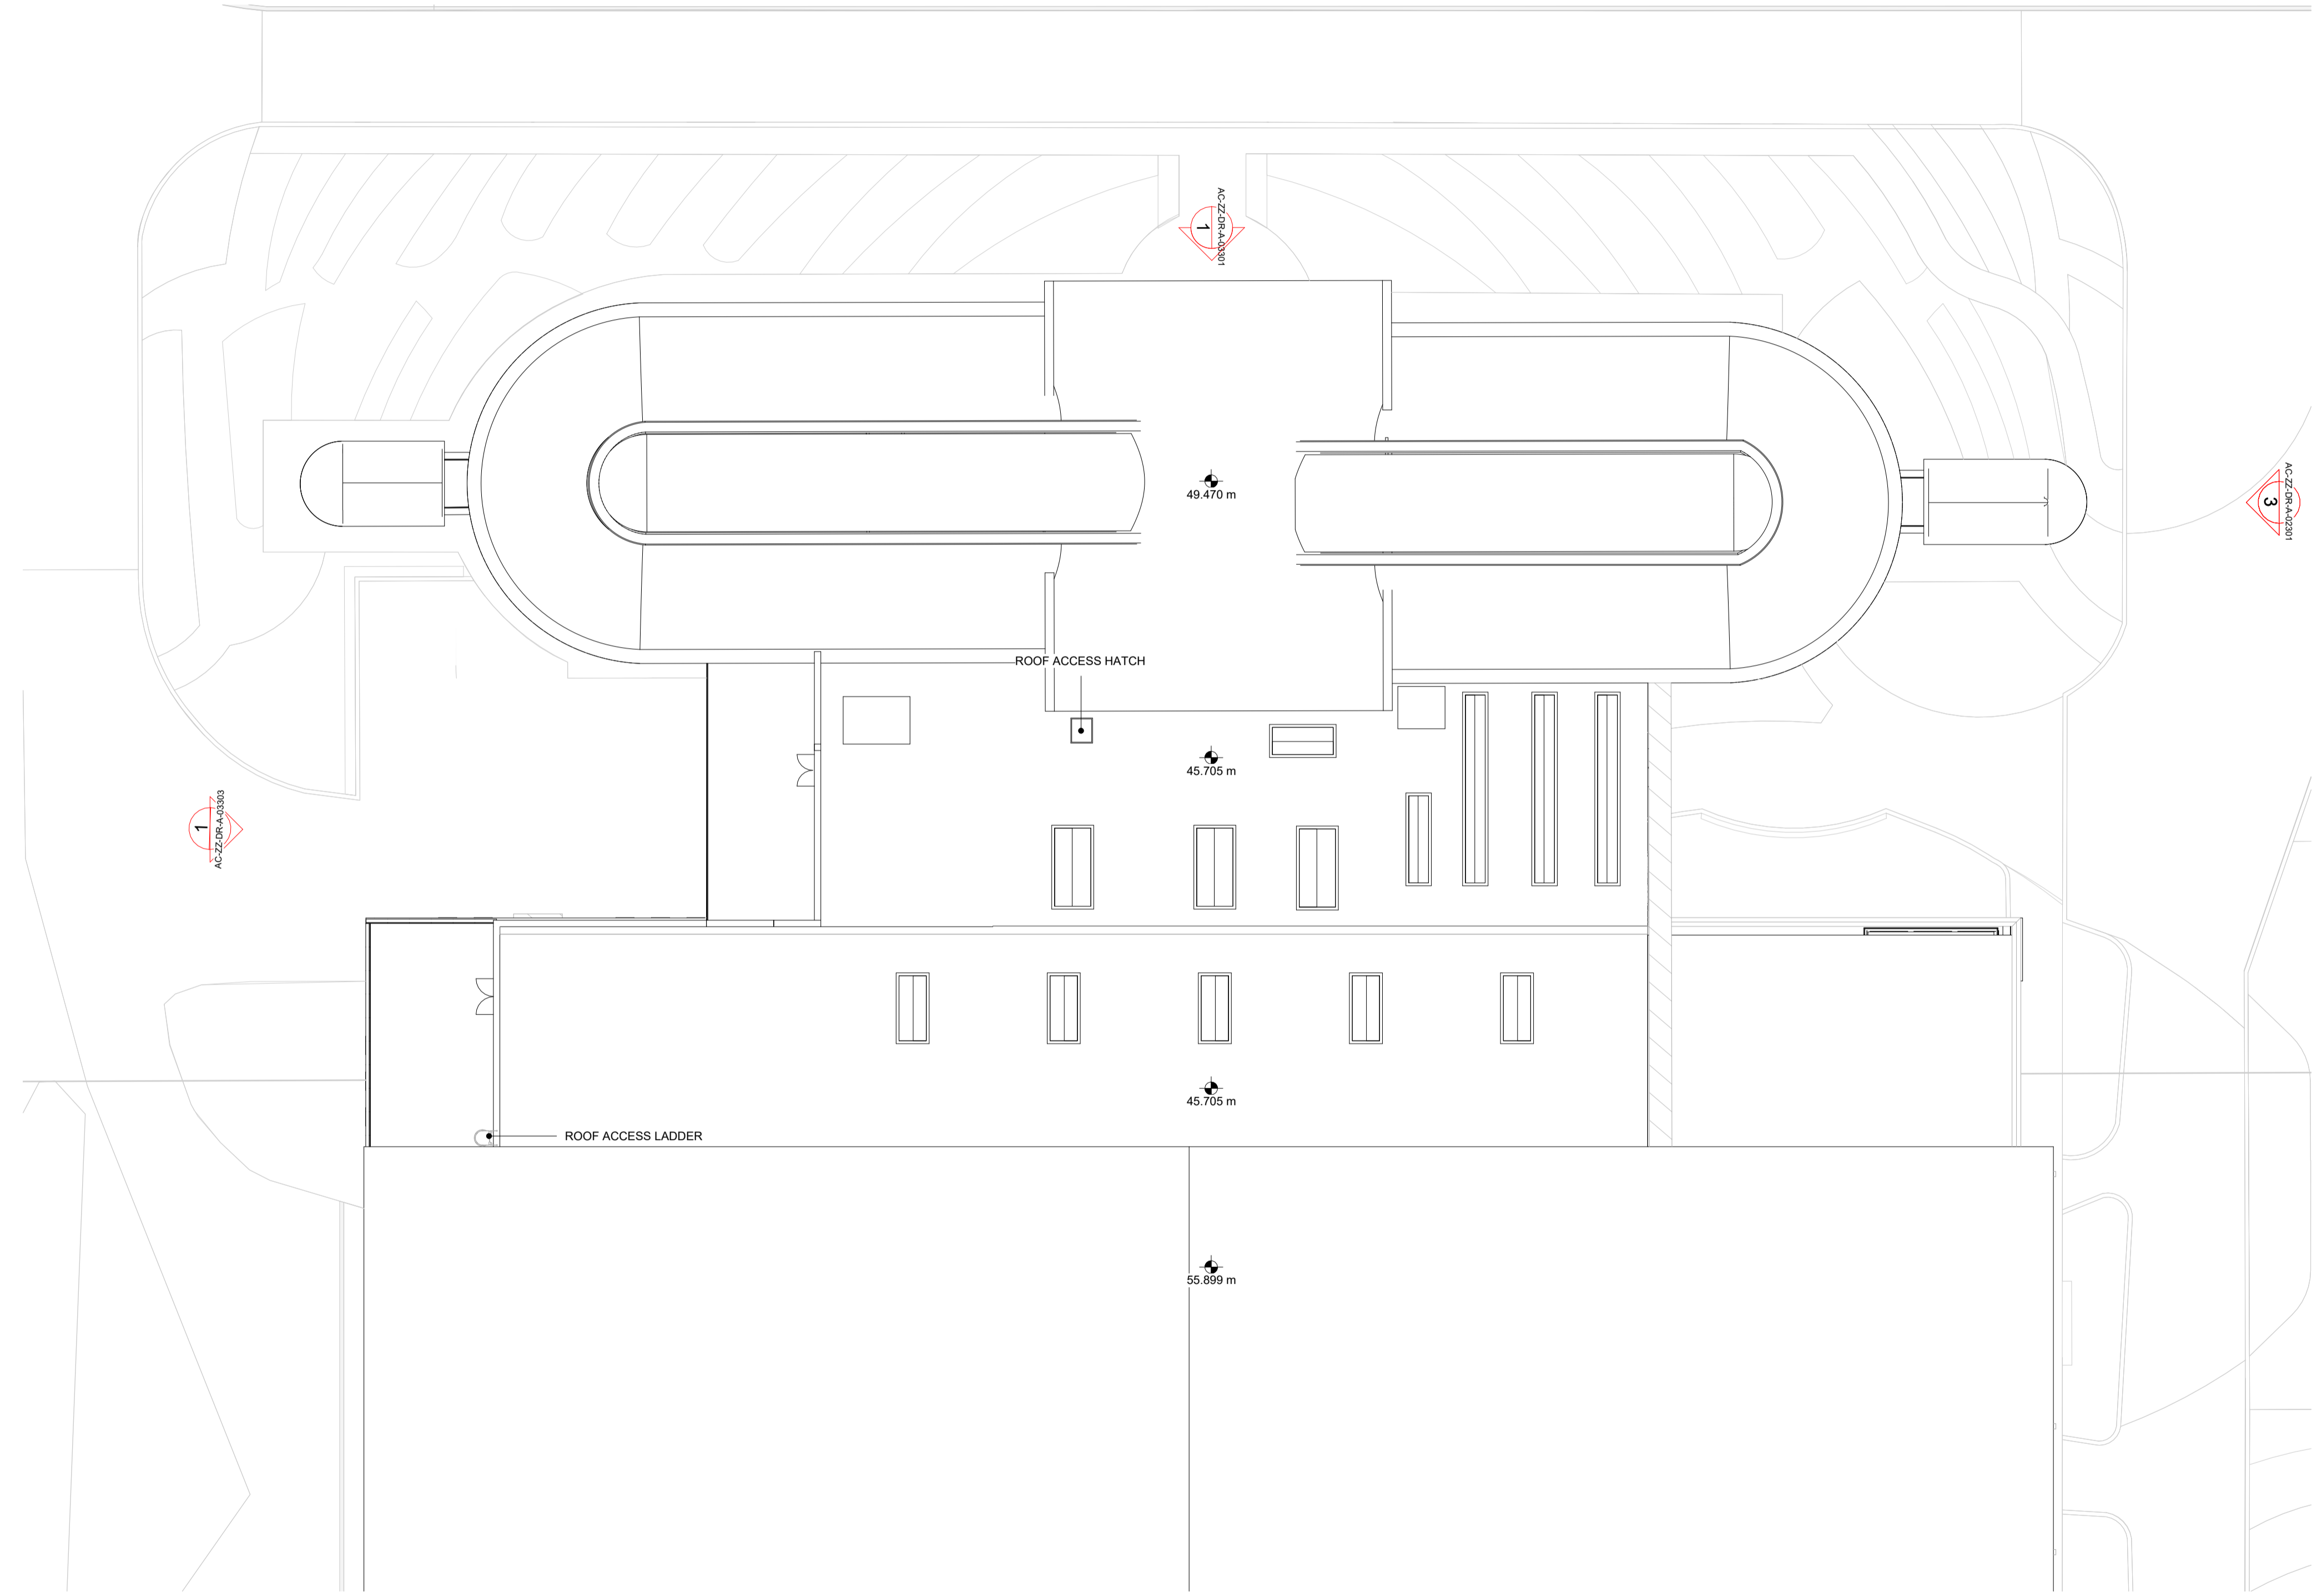 1
AC-ZZ-DR-A-03301
49.470 m
3
AC-ZZ-DR-A-02301
ROOF ACCESS HATCH
45.705 m
1
AC-ZZ-DR-A-03303
45.705 m
ROOF ACCESS LADDER
55.899 m